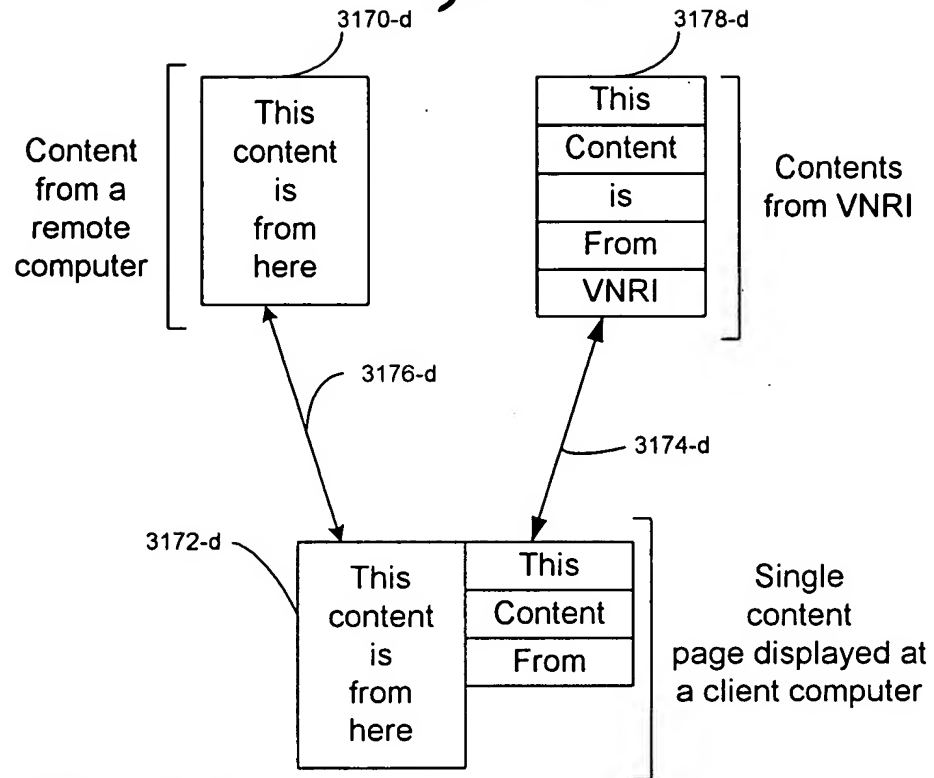 3170-d
3178-d
Content
from a
remote
computer
This
content
is
from
here
This
Content
is
From
VNRI
Contents
from VNRI
3176-d
3174-d
3172-d
This
content
is
from
here
This
Content
From
Single
content
page displayed at
a client computer